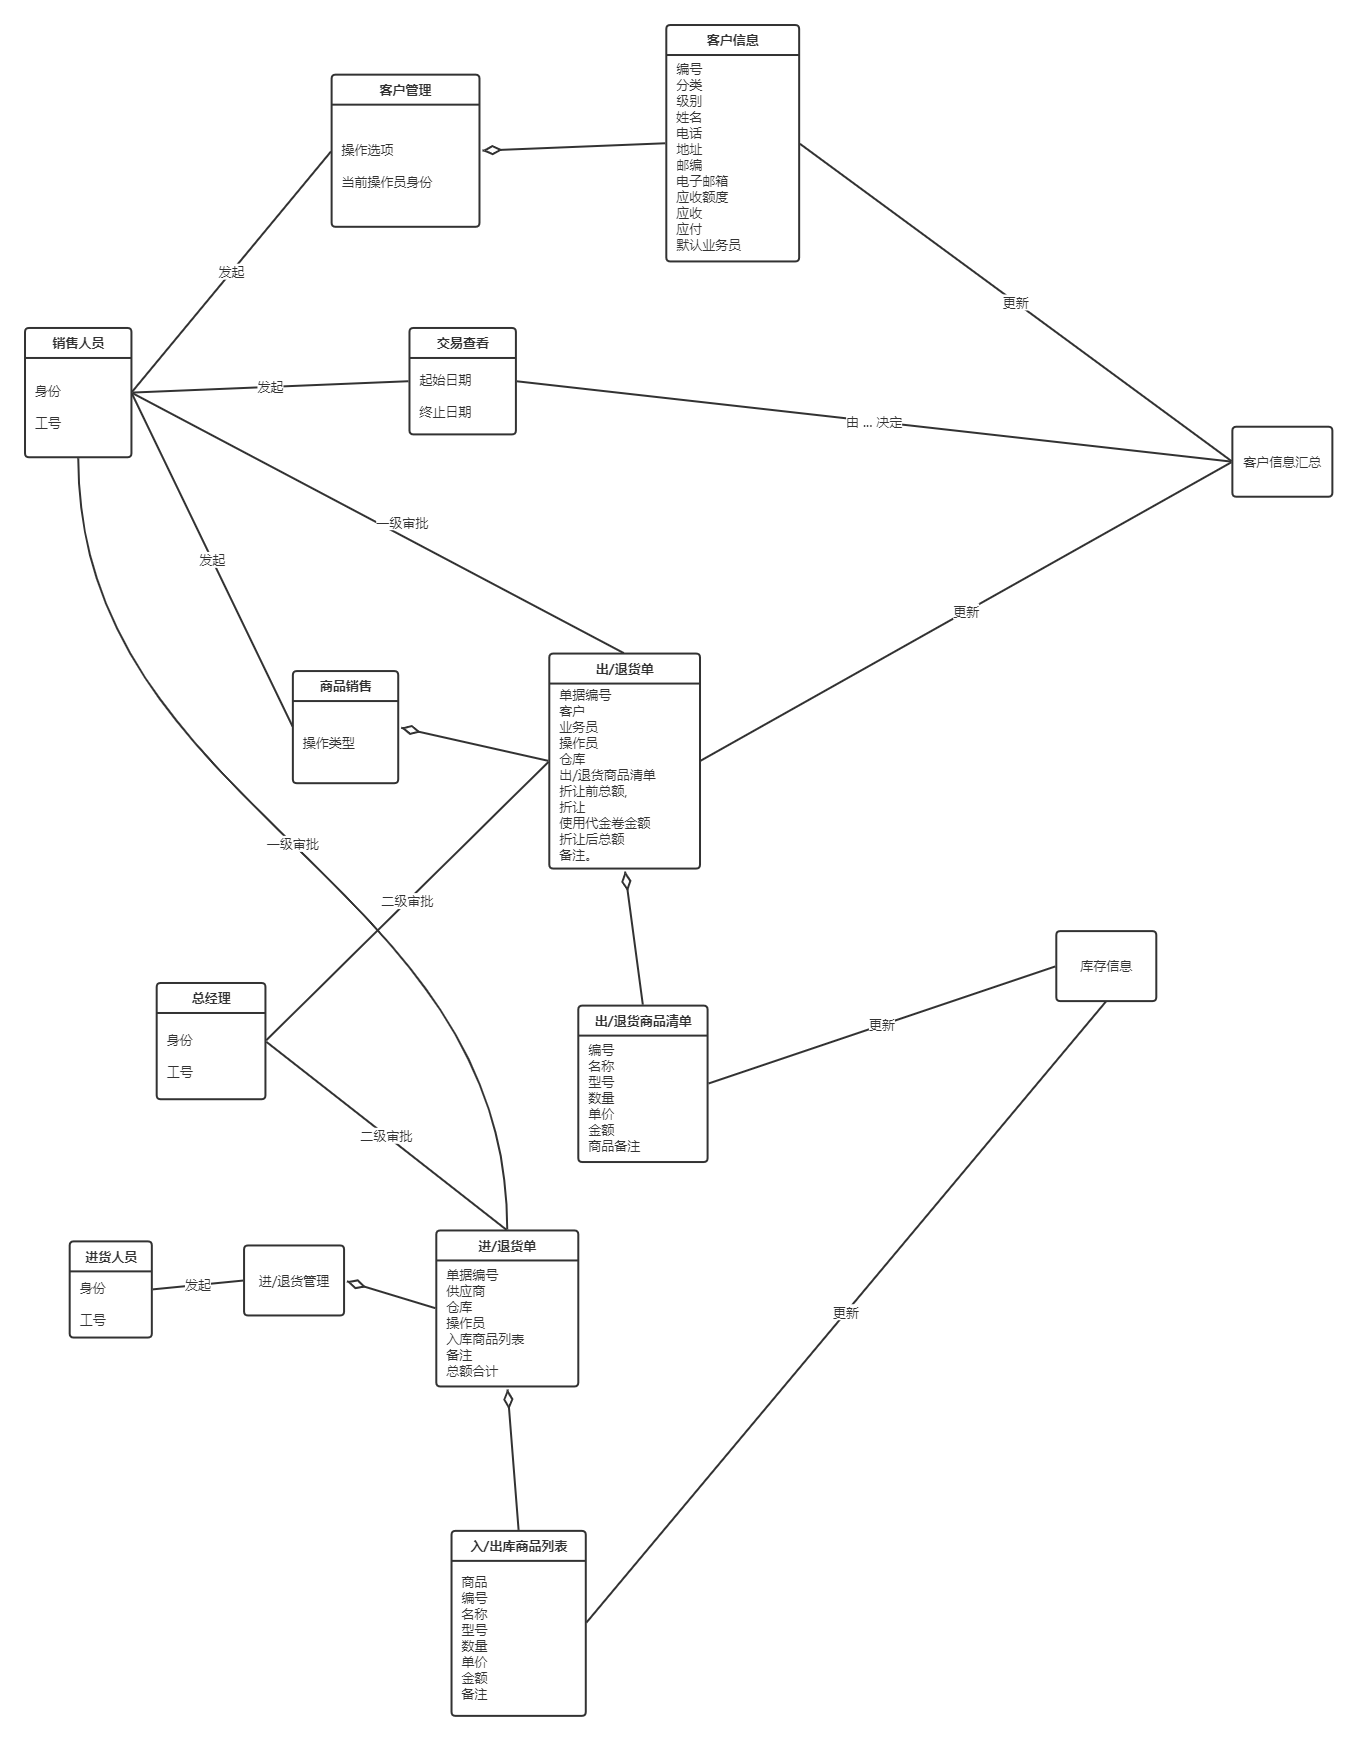 客户信息
编号
分类
级别
姓名
电话
地址
邮编
电子邮箱
应收额度
应收
应付
默认业务员
客户管理
操作选项
当前操作员身份
发起
更新
销售人员
身份
工号
发起
交易查看
起始日期
终止日期
由 ... 决定
客户信息汇总
一级审批
发起
更新
出/退货单
单据编号
客户
业务员
操作员
仓库
出/退货商品清单
折让前总额,
折让
使用代金卷金额
折让后总额
备注。
商品销售
操作类型
一级审批
二级审批
库存信息
总经理
身份
工号
出/退货商品清单
编号
名称
型号
数量
单价
金额
商品备注
更新
二级审批
进货人员
身份
工号
发起
进/退货管理
进/退货单
单据编号
供应商
仓库
操作员
入库商品列表
备注
总额合计
更新
入/出库商品列表
商品
编号
名称
型号
数量
单价
金额
备注